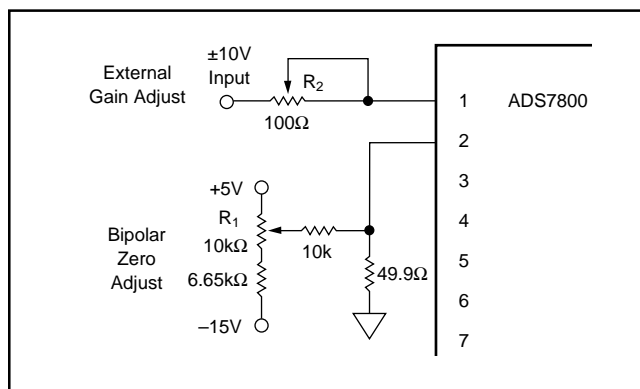 ±10V
Input
External
Gain Adjust
R2
100Ω
1
ADS7800
2
3
4
5
6
7
+5V
R1
10kΩ
10k
Bipolar
Zero
Adjust
6.65kΩ
49.9Ω
–15V